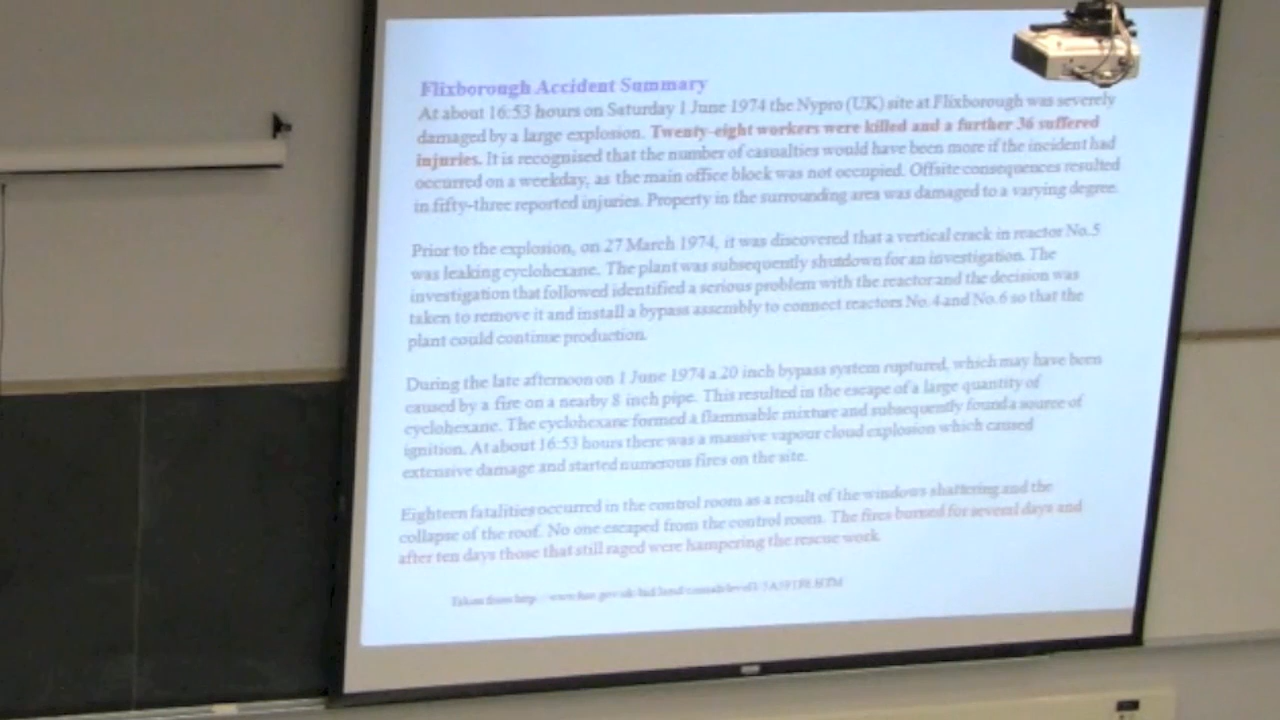 Flixborough Accident Summary
At about 16:53 hours on Saturday 1 June 1974 the Nypro (UK) site at Flixborough was severely
damaged by a large explosion. Twenty-eight workers were killed and a further 36 suffered
injuries. It is recognised that the number of casualties would have been more if the incident had
occurred on a weekday, as the main office block was not occupied. Offsite consequences resulted
in fifty-three reported injuries. Property in the surrounding area was damaged to a varying degree.
Prior to the explosion, on 27 March 1974, it was discovered that a vertical crack in reactor No.5
was leaking cyclohexane. The plant was subsequently shutdown for an investigation. The
investigation that followed identified a serious problem with the reactor and the decision was
taken to remove it and install a bypass assembly to connect reactors No.4 and No.6 so that the
plant could continue production.
During the late afternoon on 1 June 1974 a 20 inch bypass system ruptured, which may have been
caused by a fire on a nearby 8 inch pipe. This resulted in the escape of a large quantity of
cyclohexane. The cyclohexane formed a flammable mixture and subsequently found a source of
ignition. At about 16:53 hours there was a massive vapour cloud explosion which caused
extensive damage and started numerous fires on the site.
Eighteen fatalities occurred in the control room as a result of the windows shattering and the
collapse of the roof. No one escaped from the control room. The fires burned for several days and
after ten days those that still raged were hampering the rescue work.
Taken from